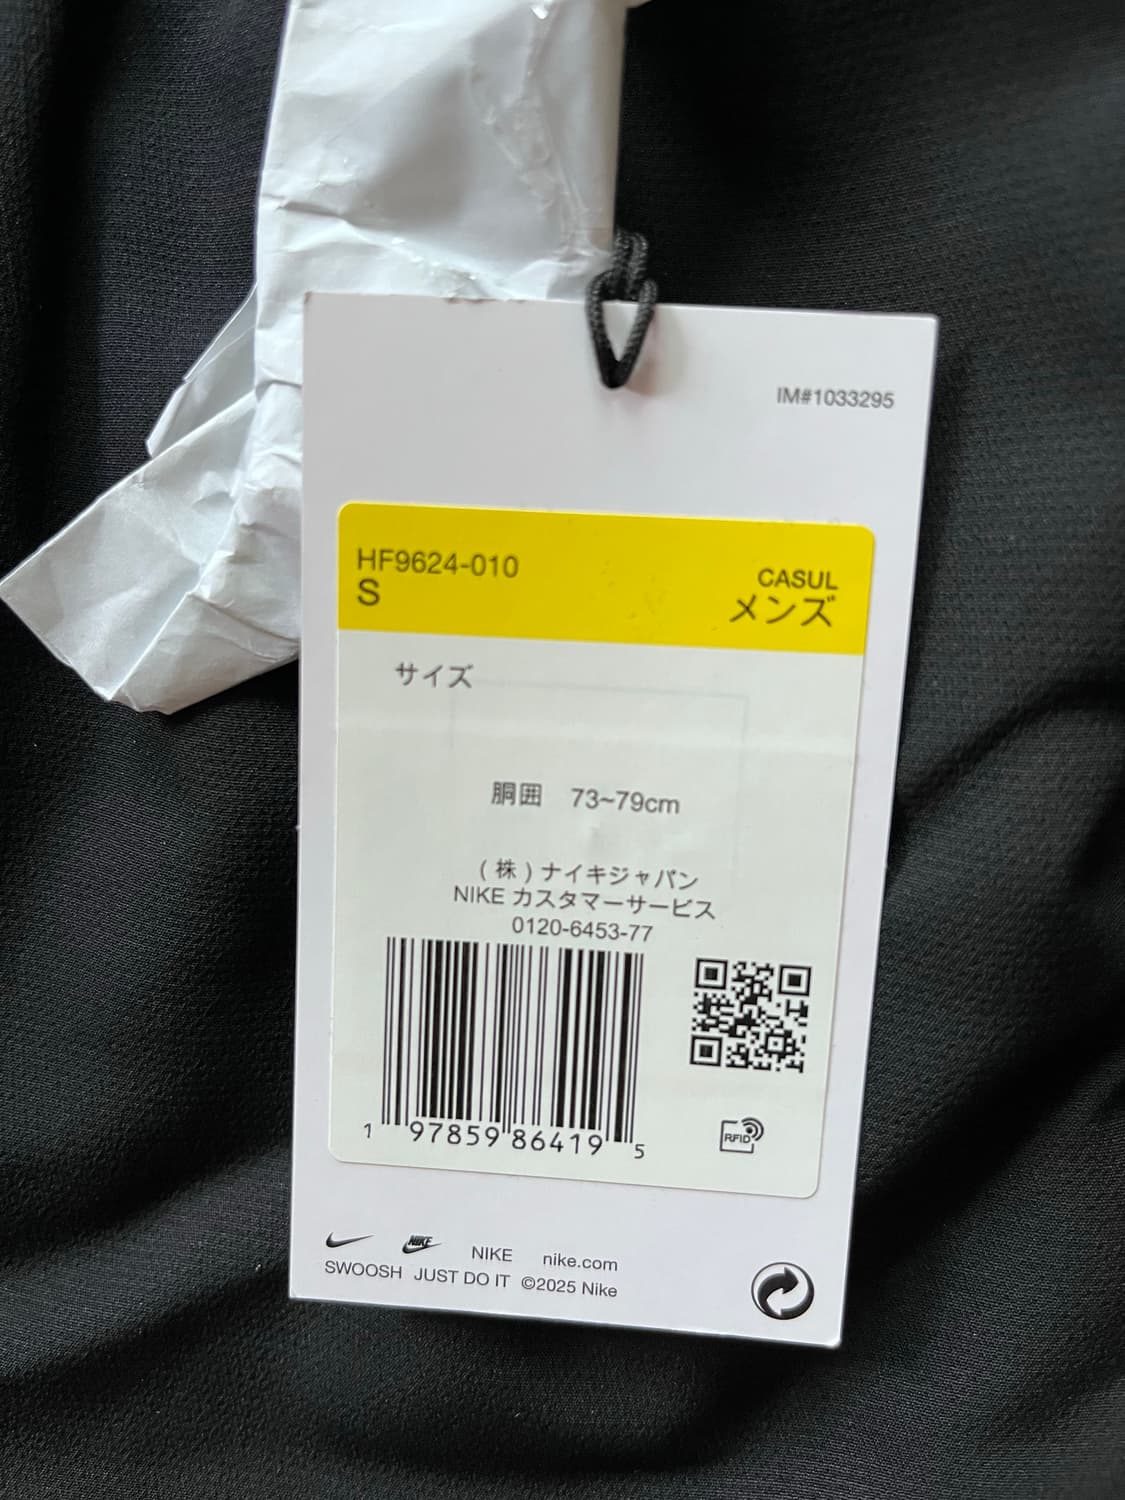 IM#1033295
HF9624-010
S
CASUL
メンズ
サイズ
胴囲 73~79cm
(株)ナイキジャパン
NIKE カスタマーサービス
0120-6453-77
1 97859 86419 5
RFID
NIKE NIKE nike.com
SWOOSH JUST DO IT ©2025 Nike